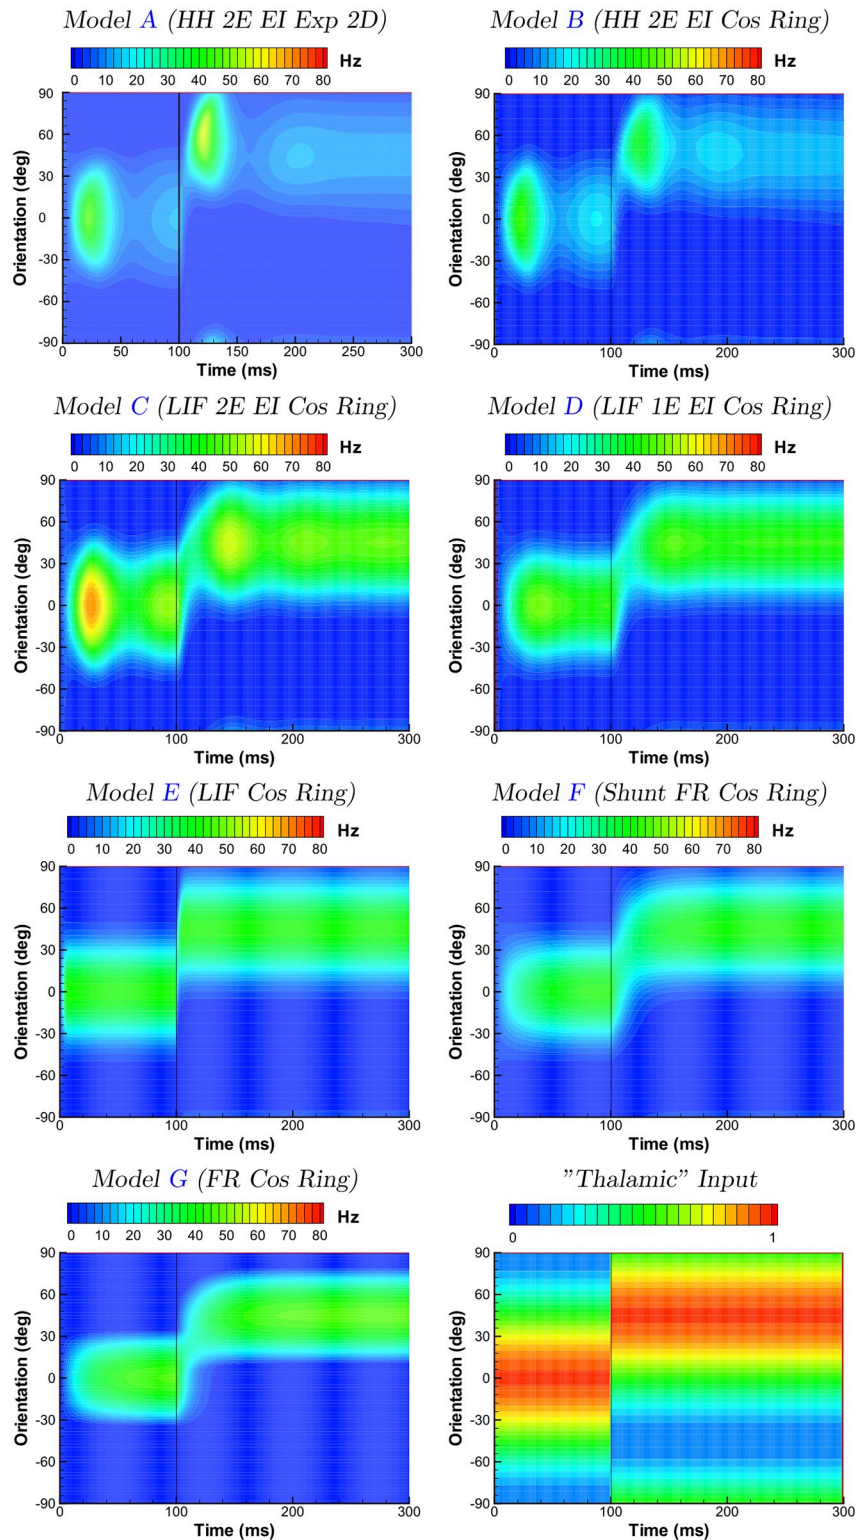 Model A (HH 2E EI Exp 2D)
Hz
0 10 20 30 40 50 60 70 80
Orientation (deg)
90
60
30
0
-30
-60
-90
0 50 100 150 200 250 300
Time (ms)
Model B (HH 2E EI Cos Ring)
Hz
0 10 20 30 40 50 60 70 80
Orientation (deg)
90
60
30
0
-30
-60
-90
0 100 200 300
Time (ms)
Model C (LIF 2E EI Cos Ring)
Hz
0 10 20 30 40 50 60 70 80
Orientation (deg)
90
60
30
0
-30
-60
-90
0 100 200 300
Time (ms)
Model D (LIF 1E EI Cos Ring)
Hz
0 10 20 30 40 50 60 70 80
Orientation (deg)
90
60
30
0
-30
-60
-90
0 100 200 300
Time (ms)
Model E (LIF Cos Ring)
Hz
0 10 20 30 40 50 60 70 80
Orientation (deg)
90
60
30
0
-30
-60
-90
0 100 200 300
Time (ms)
Model F (Shunt FR Cos Ring)
Hz
0 10 20 30 40 50 60 70 80
Orientation (deg)
90
60
30
0
-30
-60
-90
0 100 200 300
Time (ms)
Model G (FR Cos Ring)
Hz
0 10 20 30 40 50 60 70 80
Orientation (deg)
90
60
30
0
-30
-60
-90
0 100 200 300
Time (ms)
"Thalamic" Input
0 1
Orientation (deg)
90
60
30
0
-30
-60
-90
0 100 200 300
Time (ms)